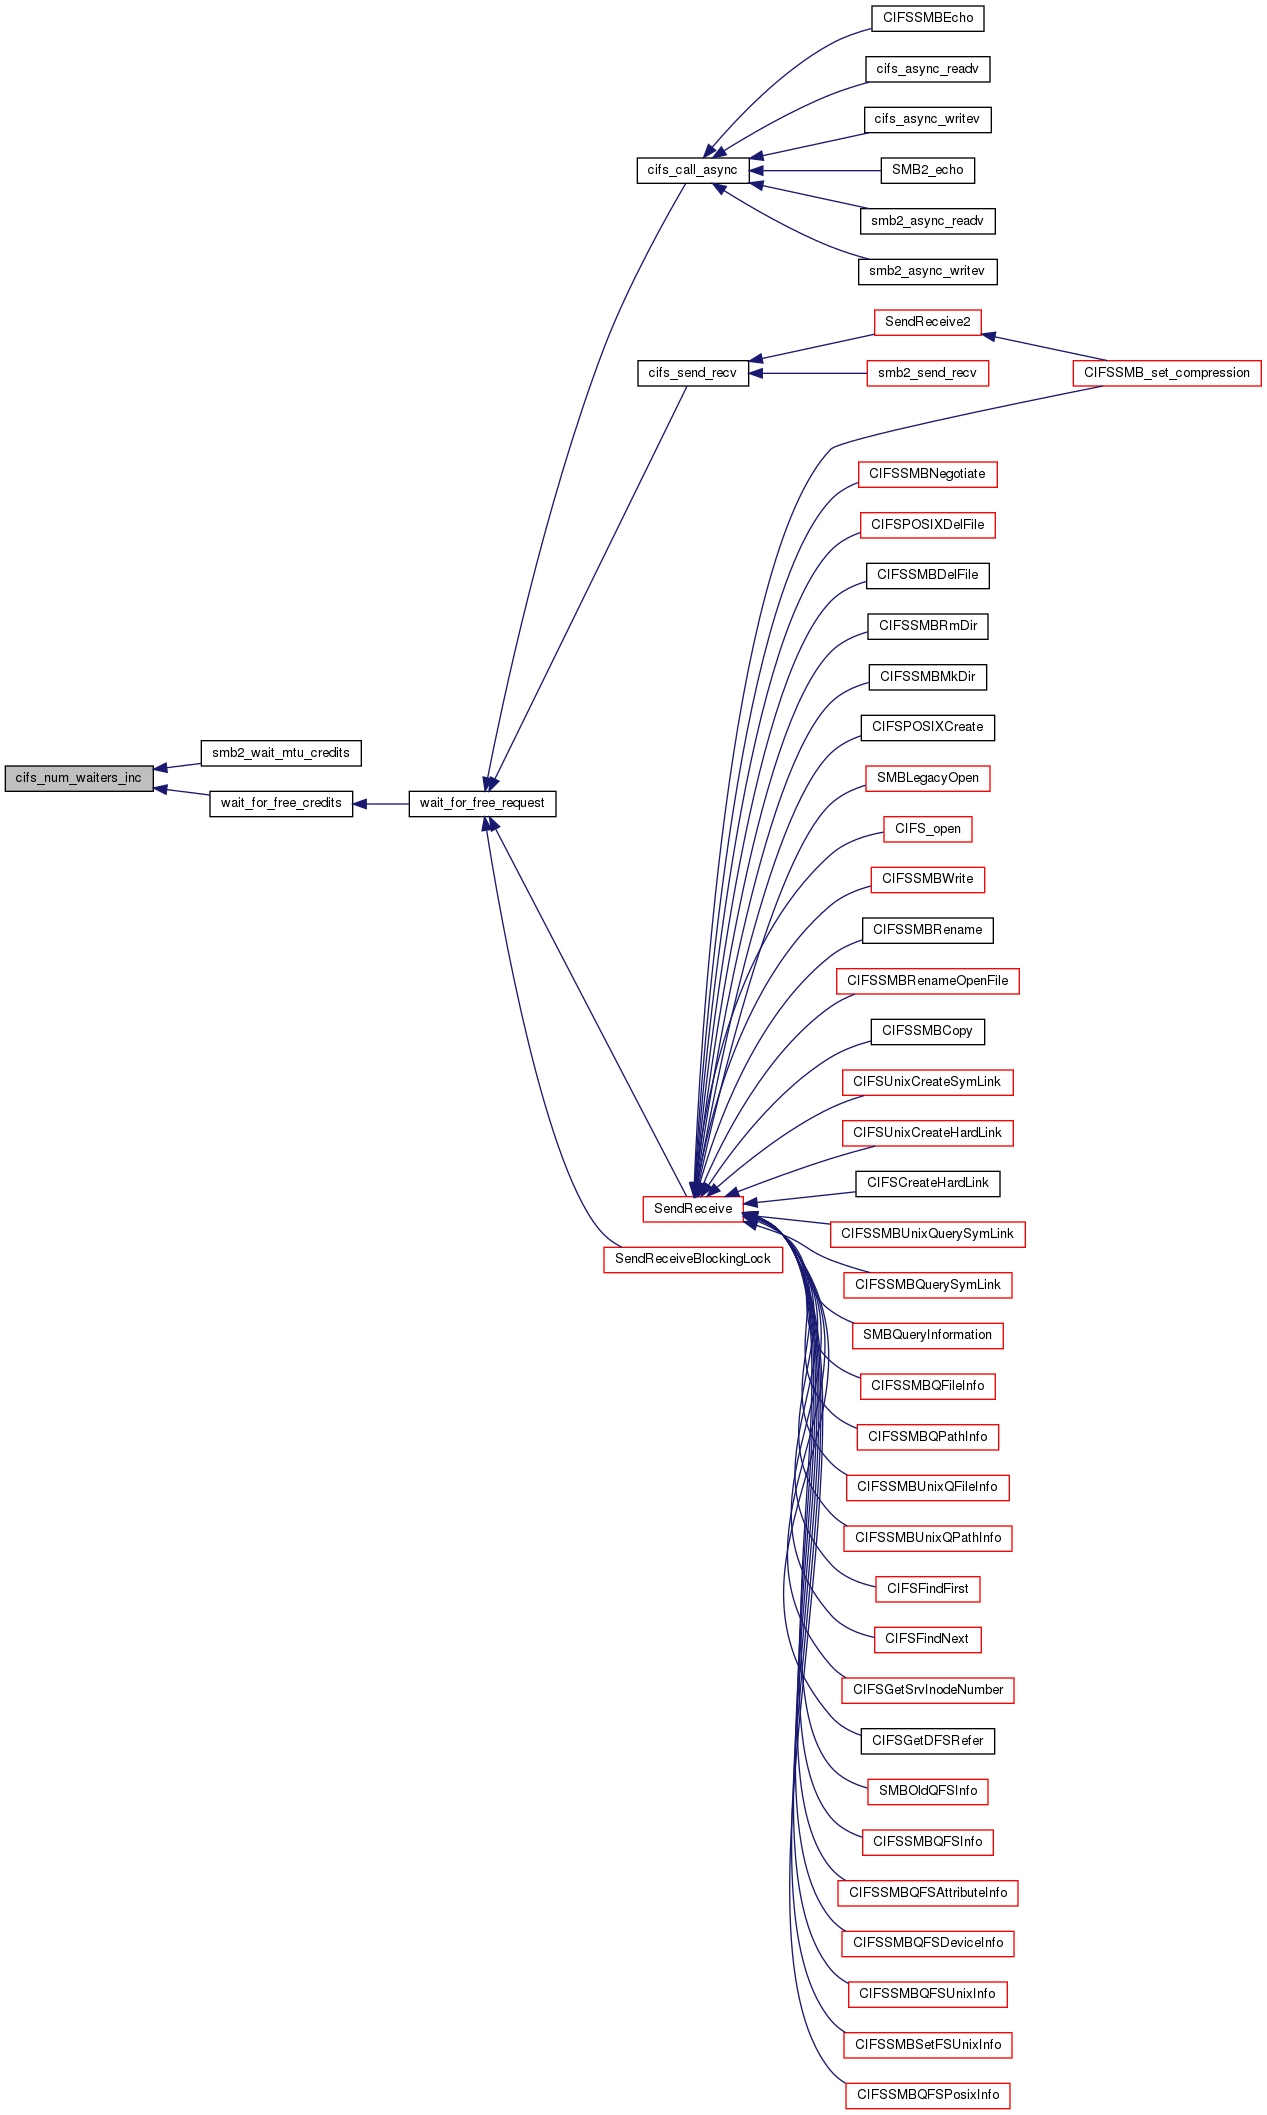 CIFSSMBEcho
cifs_async_readv
cifs_async_writev
cifs_call_async
SMB2_echo
smb2_async_readv
smb2_async_writev
SendReceive2
cifs_send_recv
smb2_send_recv
CIFSSMB_set_compression
CIFSSMBNegotiate
CIFSPOSIXDelFile
CIFSSMBDelFile
CIFSSMBRmDir
CIFSSMBMkDir
CIFSPOSIXCreate
smb2_wait_mtu_credits
cifs_num_waiters_inc
SMBLegacyOpen
wait_for_free_credits
wait_for_free_request
CIFS_open
CIFSSMBWrite
CIFSSMBRename
CIFSSMBRenameOpenFile
CIFSSMBCopy
CIFSUnixCreateSymLink
CIFSUnixCreateHardLink
CIFSCreateHardLink
SendReceive
CIFSSMBUnixQuerySymLink
SendReceiveBlockingLock
CIFSSMBQuerySymLink
SMBQueryInformation
CIFSSMBQFileInfo
CIFSSMBQPathInfo
CIFSSMBUnixQFileInfo
CIFSSMBUnixQPathInfo
CIFSFindFirst
CIFSFindNext
CIFSGetSrvInodeNumber
CIFSGetDFSRefer
SMBOldQFSInfo
CIFSSMBQFSInfo
CIFSSMBQFSAttributeInfo
CIFSSMBQFSDeviceInfo
CIFSSMBQFSUnixInfo
CIFSSMBSetFSUnixInfo
CIFSSMBQFSPosixInfo